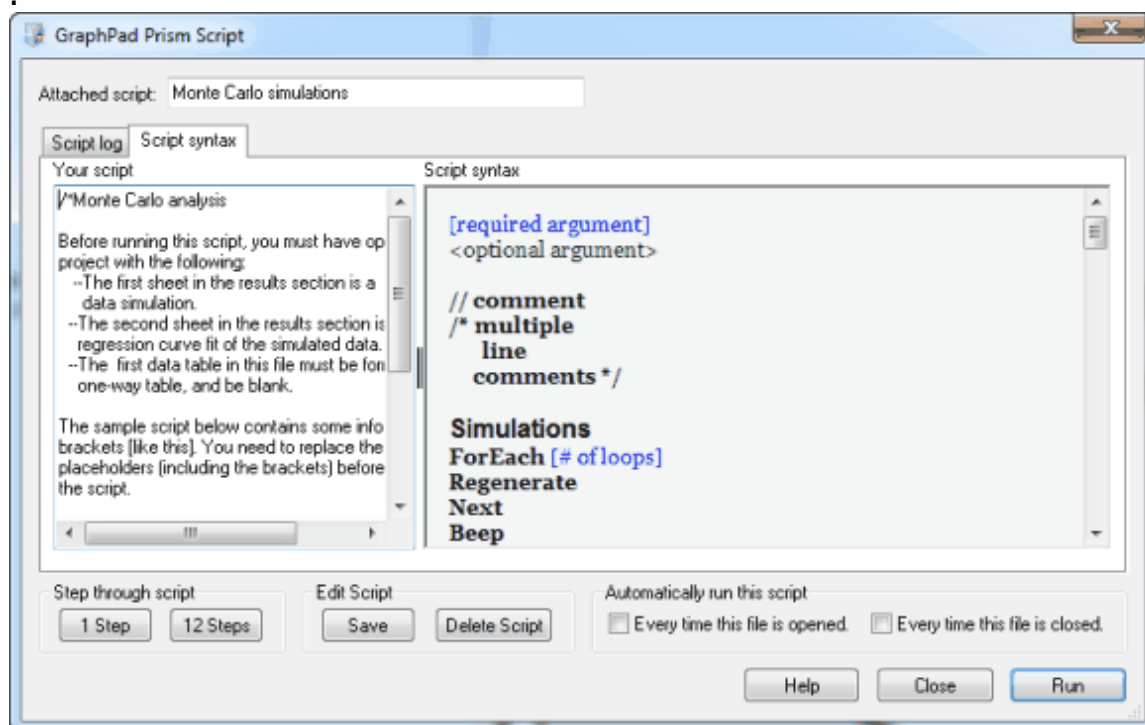 GraphPad Prism Script
X
Attached script: Monte Carlo simulations
Script log Script syntax
Your script
/*Monte Carlo analysis
Before running this script, you must have op
project with the following:
--The first sheet in the results section is a
data simulation.
--The second sheet in the results section is
regression curve fit of the simulated data.
--The first data table in this file must be for
one-way table, and be blank.
The sample script below contains some info
brackets [like this]. You need to replace the
placeholders (including the brackets) before
the script.
Script syntax
[required argument]
<optional argument>
// comment
/* multiple
line
comments */
Simulations
ForEach [# of loops]
Regenerate
Next
Beep
Step through script
1 Step 12 Steps
Edit Script
Save Delete Script
Automatically run this script
Every time this file is opened. Every time this file is closed.
Help Close Run